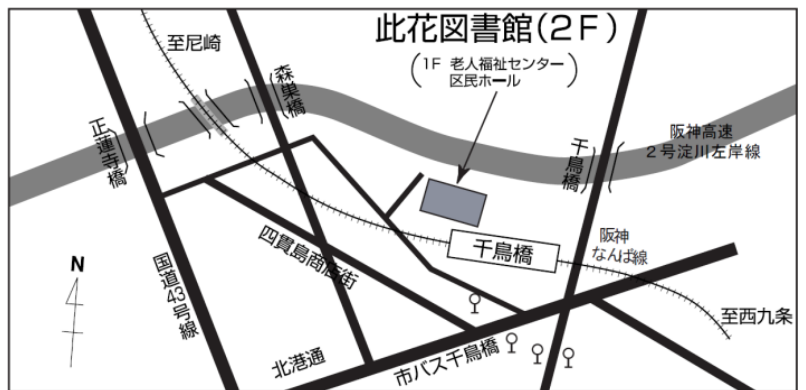 此花図書館(2F)
(1F 老人福祉センター
区民ホール)
至尼崎
森巣橋
正蓮寺橋
千鳥橋
阪神高速
2号淀川左岸線
四貫島商店街
千鳥橋
阪神
なんば線
国道43号線
N
至西九条
北港通
市バス千鳥橋